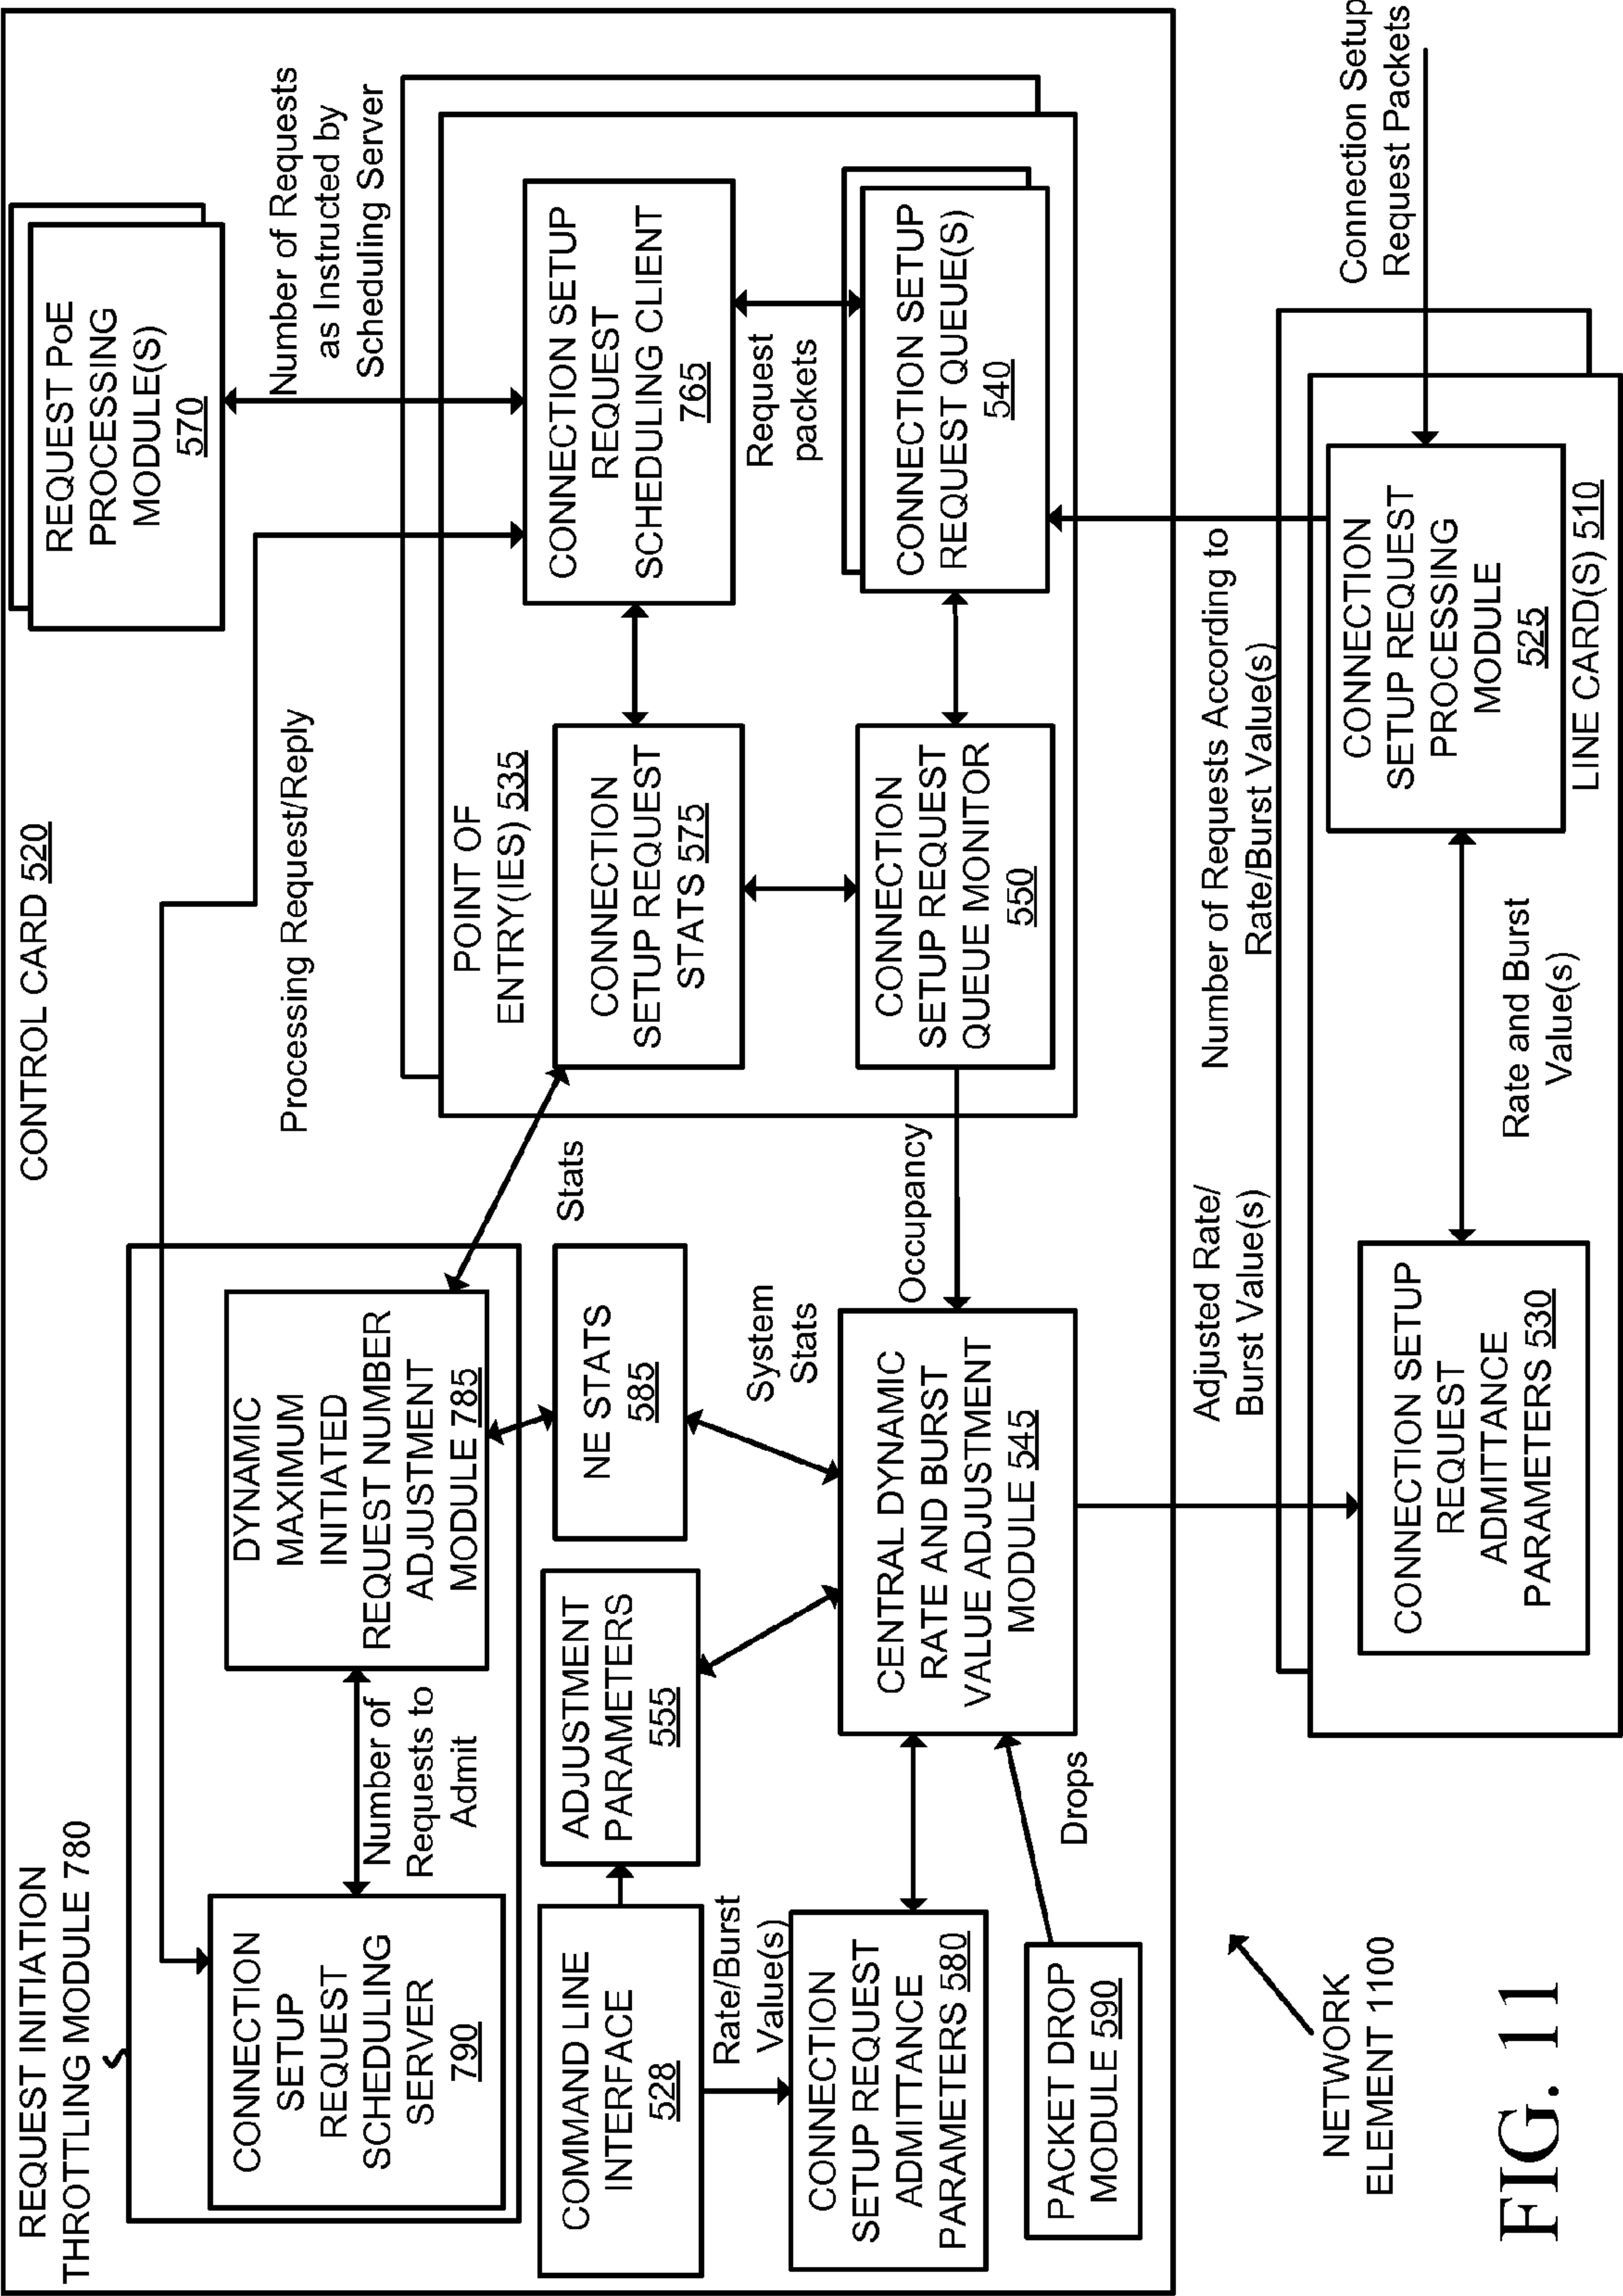 CONTROL CARD 520
REQUEST INITIATION
THROTTLING MODULE 780
CONNECTION
SETUP
REQUEST
SCHEDULING
SERVER
790
Number of
Requests to
Admit
DYNAMIC
MAXIMUM
INITIATED
REQUEST NUMBER
ADJUSTMENT
MODULE 785
Processing Request/Reply
REQUEST PoE
PROCESSING
MODULE(S)
570
Number of Requests
as Instructed by
Scheduling Server
COMMAND LINE
INTERFACE
528
ADJUSTMENT
PARAMETERS
555
NE STATS
585
Stats
POINT OF
ENTRY(IES) 535
CONNECTION
SETUP REQUEST
STATS 575
CONNECTION SETUP
REQUEST
SCHEDULING CLIENT
765
Request
packets
Rate/Burst
Value(s)
System
Stats
CONNECTION
SETUP REQUEST
ADMITTANCE
PARAMETERS 580
CENTRAL DYNAMIC
RATE AND BURST
VALUE ADJUSTMENT
MODULE 545
Occupancy
CONNECTION
SETUP REQUEST
QUEUE MONITOR
550
CONNECTION SETUP
REQUEST QUEUE(S)
540
PACKET DROP
MODULE 590
Drops
Adjusted Rate/
Burst Value(s)
Number of Requests According to
Rate/Burst Value(s)
Connection Setup
Request Packets
CONNECTION SETUP
REQUEST
ADMITTANCE
PARAMETERS 530
Rate and Burst
Value(s)
CONNECTION
SETUP REQUEST
PROCESSING
MODULE
525
LINE CARD(S) 510
NETWORK
ELEMENT 1100
FIG. 11